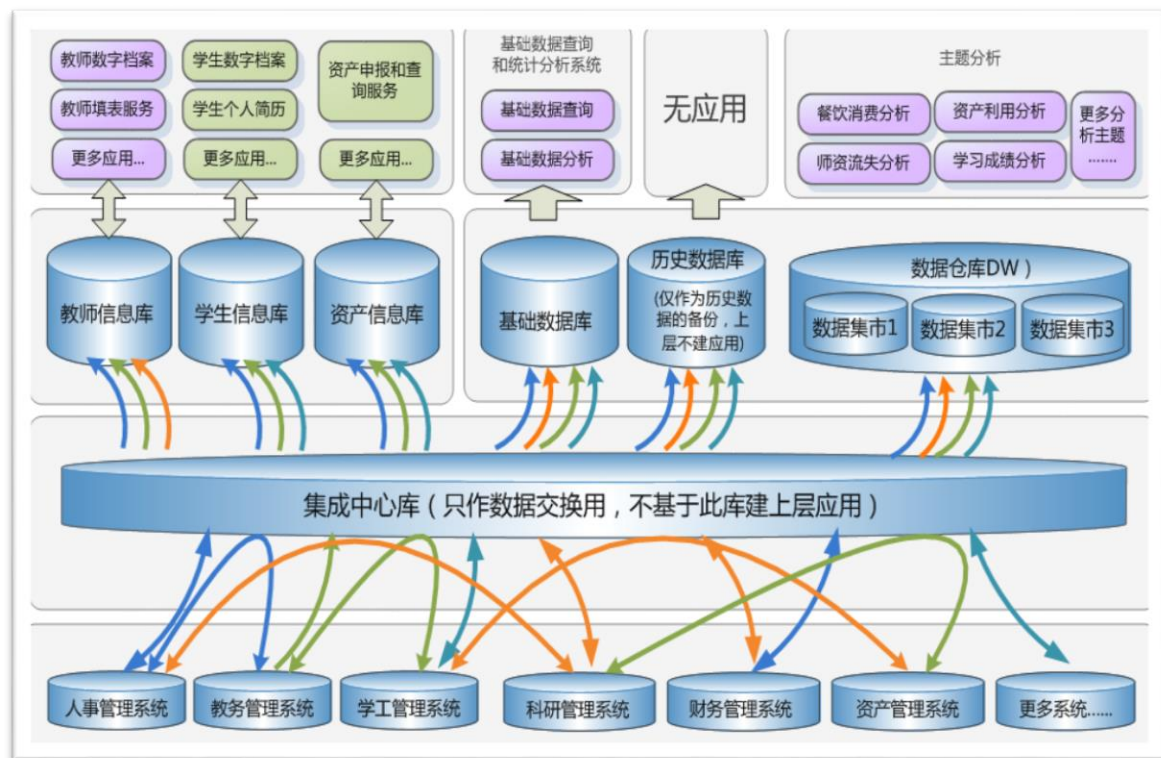 教师数字档案
教师填表服务
更多应用...
学生数字档案
学生个人简历
更多应用...
资产申报和查
询服务
更多应用...
基础数据查询
和统计分析系统
基础数据查询
基础数据分析
无应用
主题分析
餐饮消费分析
资产利用分析
师资流失分析
学习成绩分析
更多分
析主题
.......
教师信息库
学生信息库
资产信息库
基础数据库
历史数据库
(仅作为历史数
据的备份，上
层不建应用)
数据仓库DW）
数据集市1
数据集市2
数据集市3
集成中心库（只作数据交换用，不基于此库建上层应用）
人事管理系统
教务管理系统
学工管理系统
科研管理系统
财务管理系统
资产管理系统
更多系统......